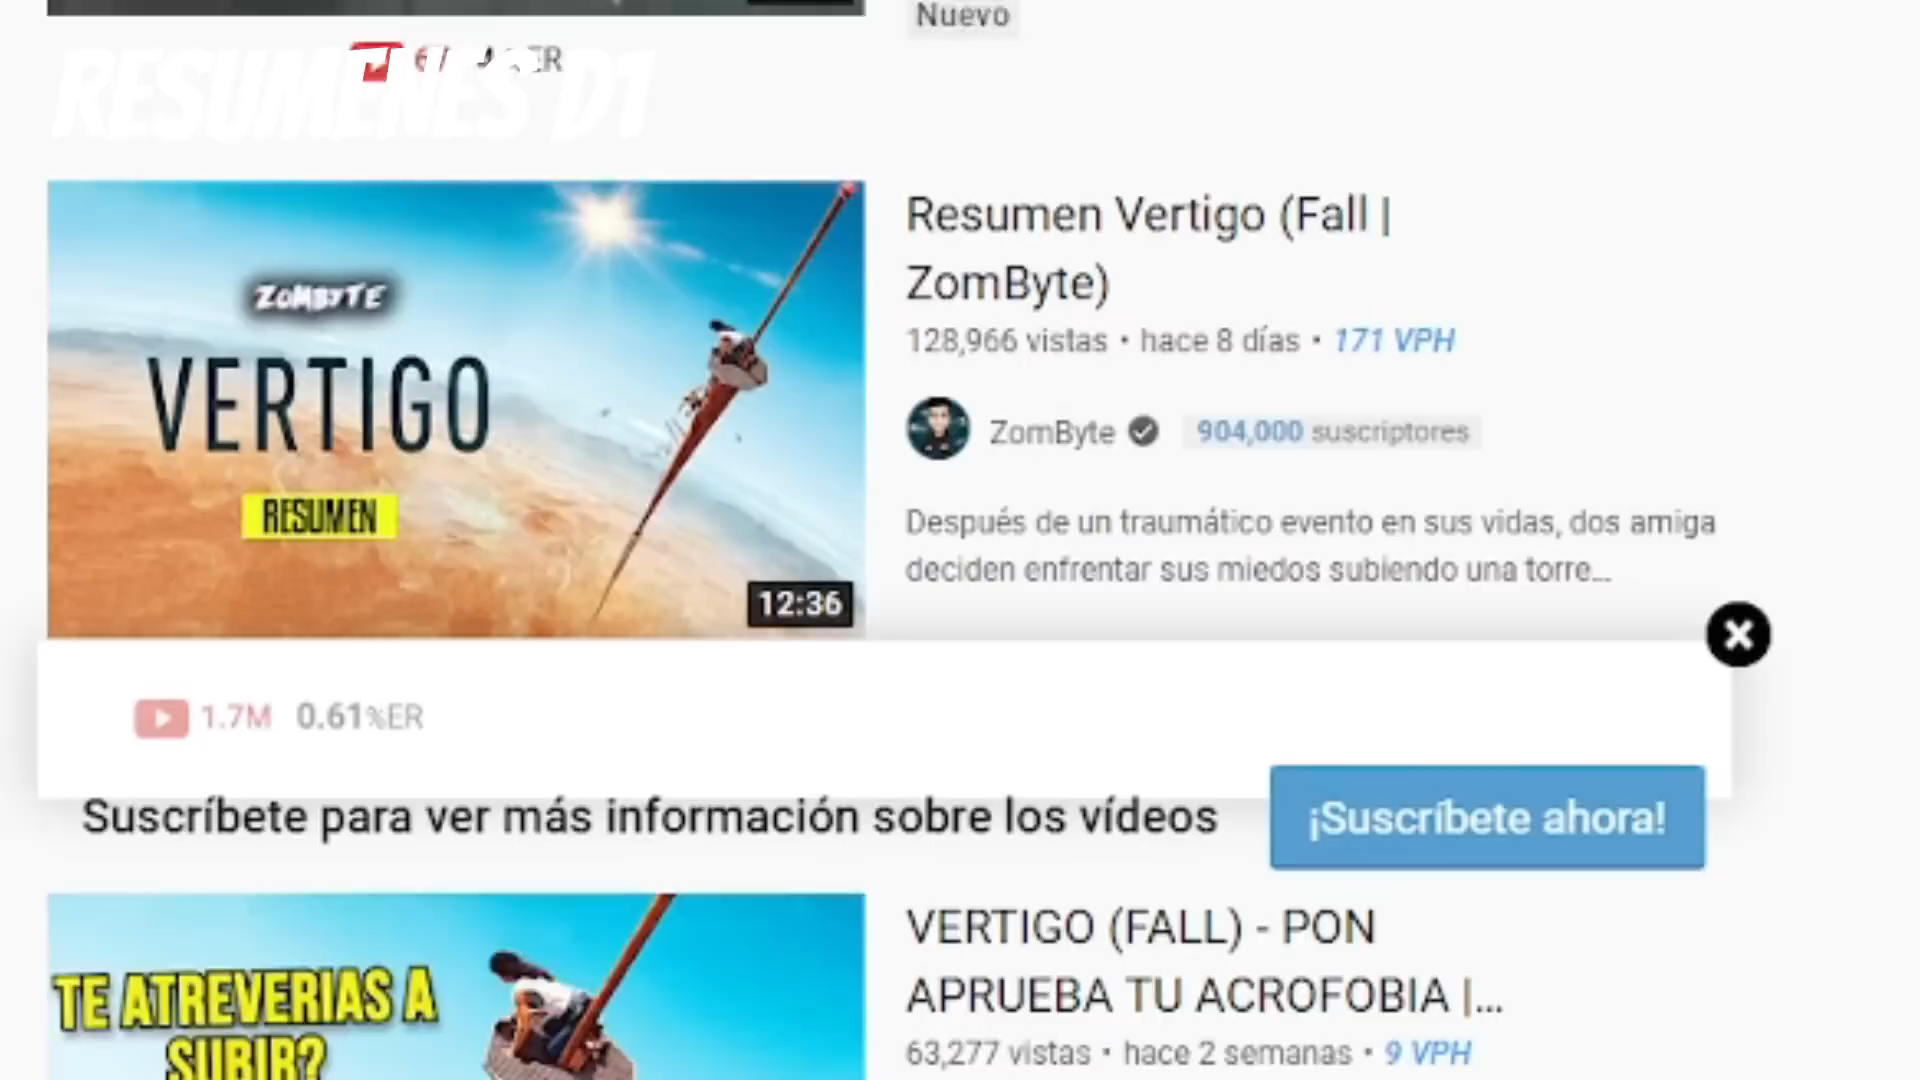 Nuevo
RESUMENES D1
ER
ZOMBYTE
VERTIGO
RESUMEN
12:36
Resumen Vertigo (Fall |
ZomByte)
128,966 vistas • hace 8 días • 171 VPH
ZomByte
904,000 suscriptores
Después de un traumático evento en sus vidas, dos amiga
deciden enfrentar sus miedos subiendo una torre...
1.7M 0.61%ER
Suscríbete para ver más información sobre los vídeos
¡Suscríbete ahora!
TE ATREVERIAS A
SUBIR?
VERTIGO (FALL) - PON
APRUEBA TU ACROFOBIA |...
63,277 vistas • hace 2 semanas • 9 VPH